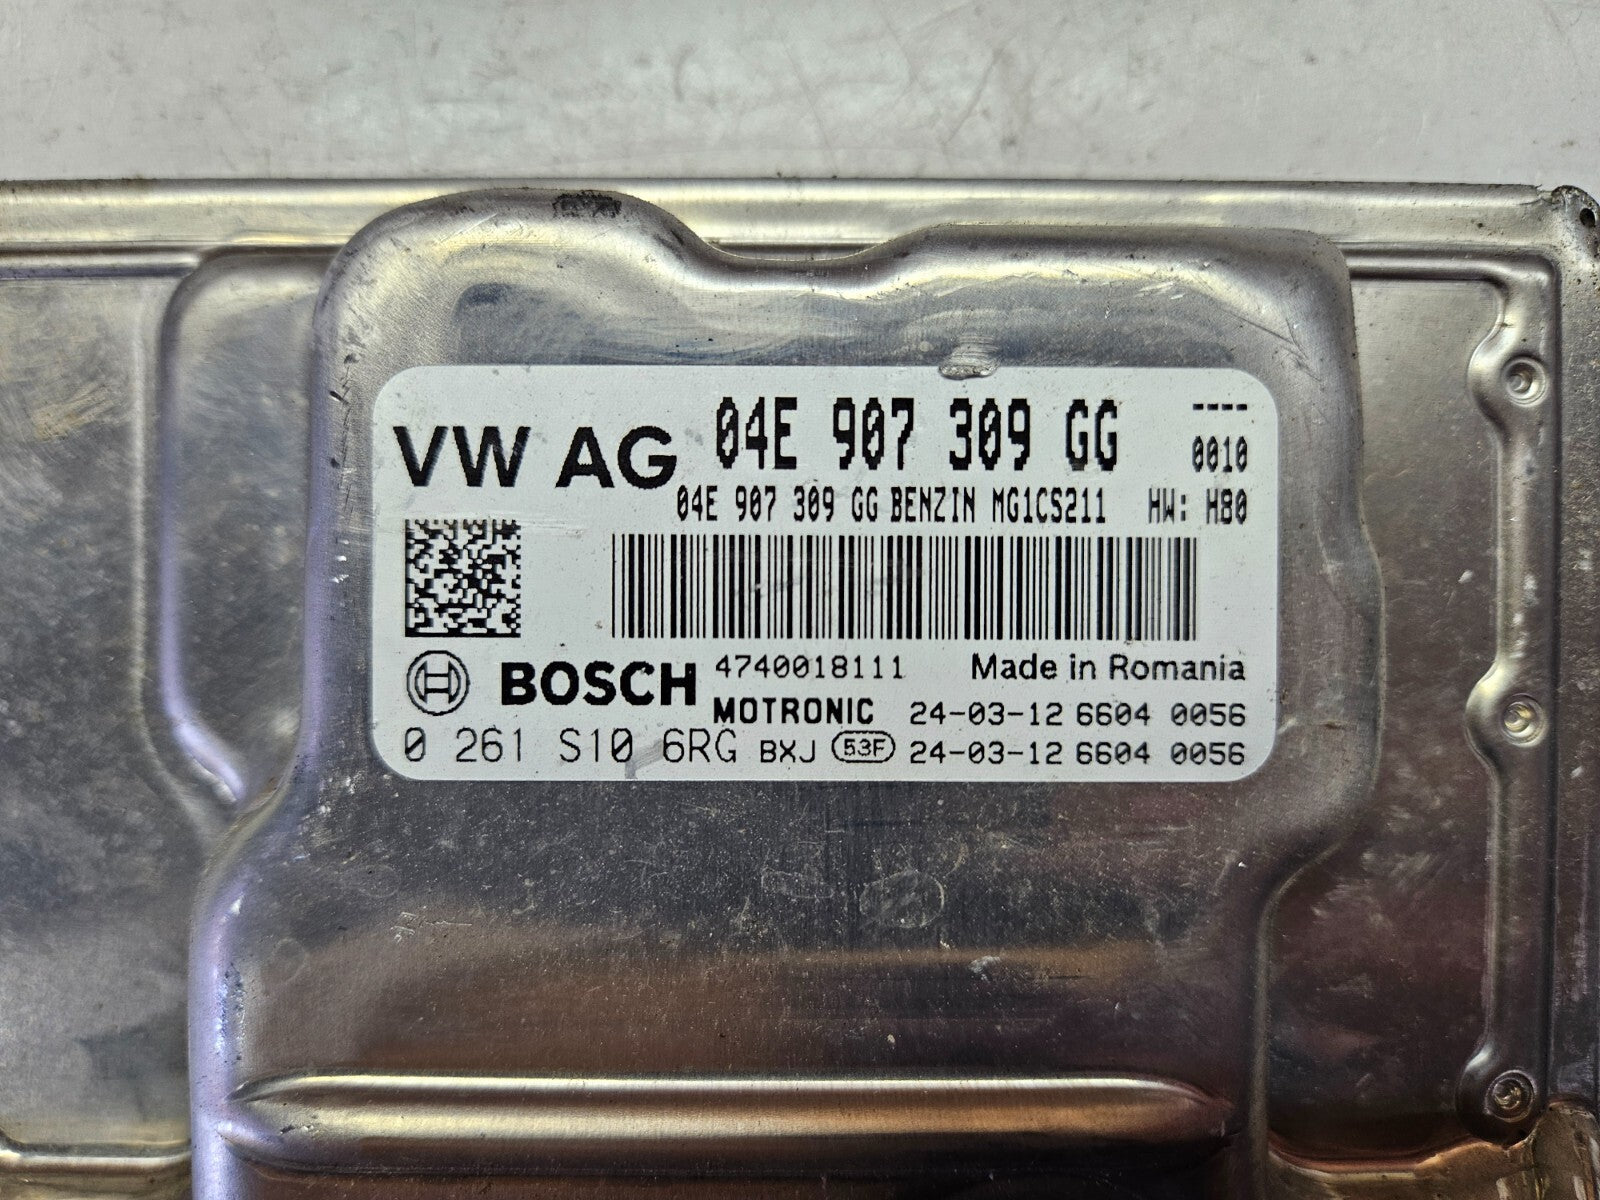 VW AG 04E 907 309 GG ----
0010
04E 907 309 GG BENZIN MG1CS211 HW: H80
BOSCH 4740018111 Made in Romania
MOTRONIC 24-03-12 6604 0056
0 261 S10 6RG BXJ 53F 24-03-12 6604 0056